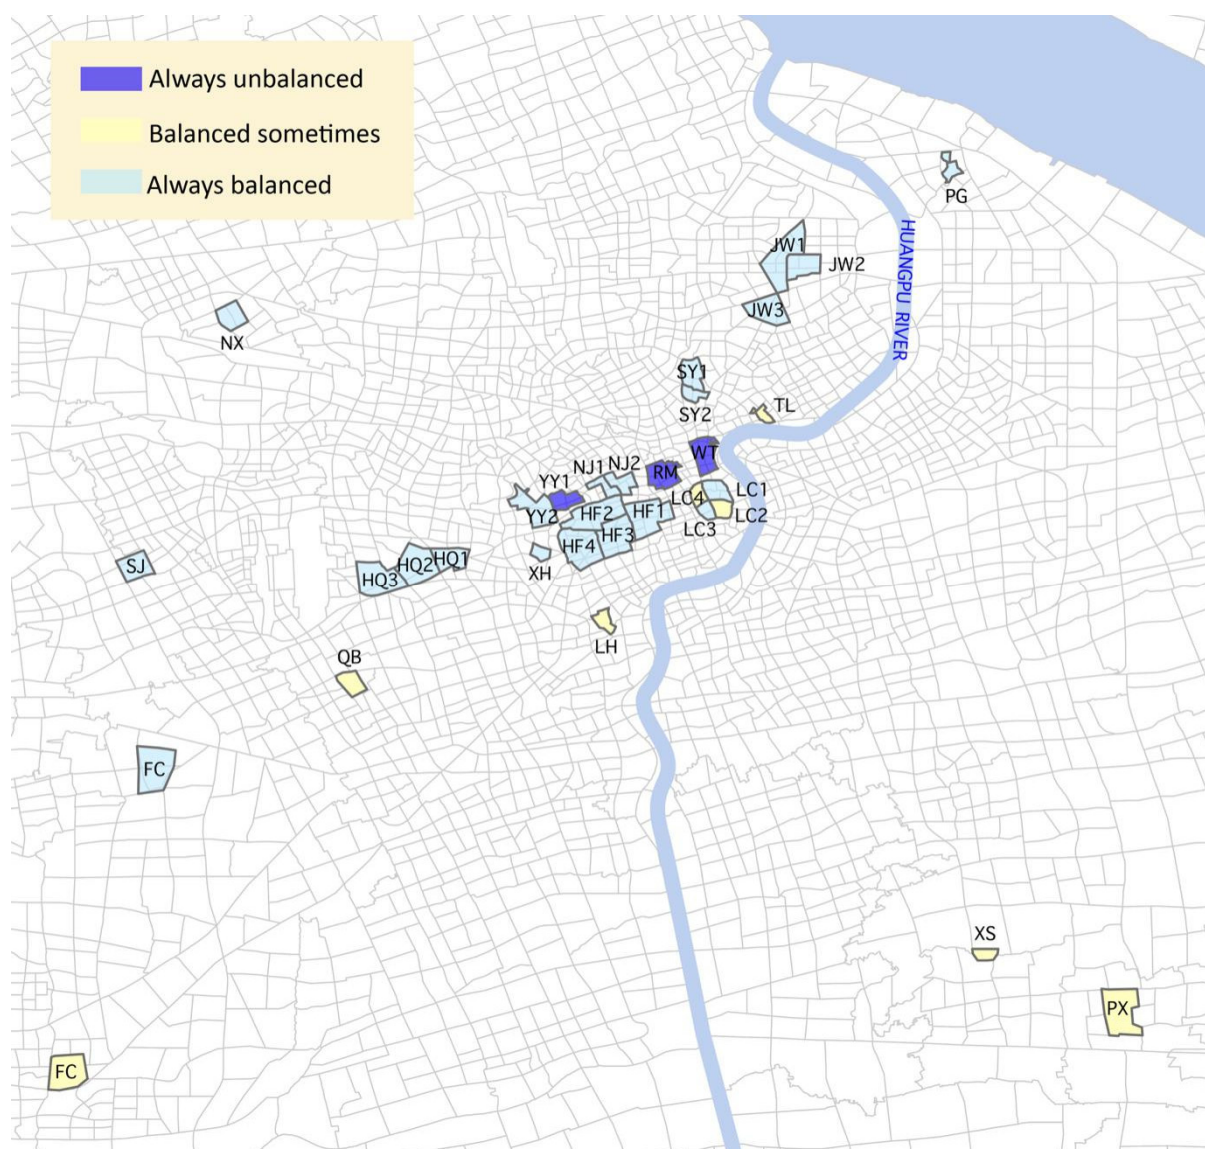 Always unbalanced
Balanced sometimes
Always balanced
PG
JW1
JW2
HUANGPU RIVER
JW3
NX
SY1
SY2
TL
WT
NJ1
NJ2
RM
YY1
LC4
LC1
YY2
HF2
HF1
LC2
LC3
HF3
HF4
HQ1
HQ2
HQ3
SJ
XH
LH
QB
FC
XS
PX
FC